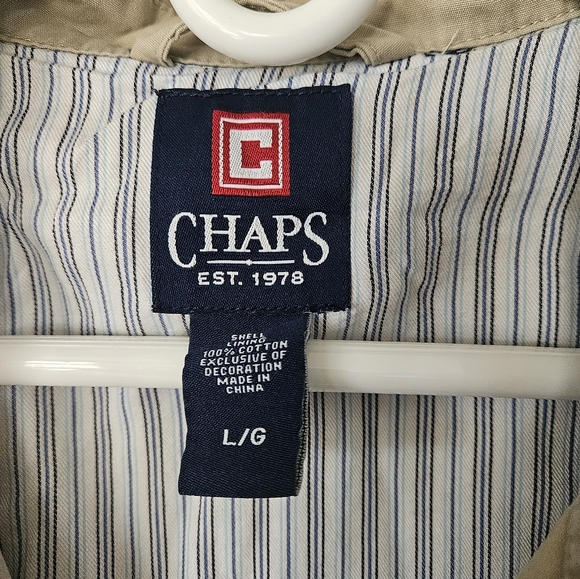 C
CHAPS
EST. 1978
SHELL
LINING
100% COTTON
EXCLUSIVE OF
DECORATION
MADE IN
CHINA
L/G